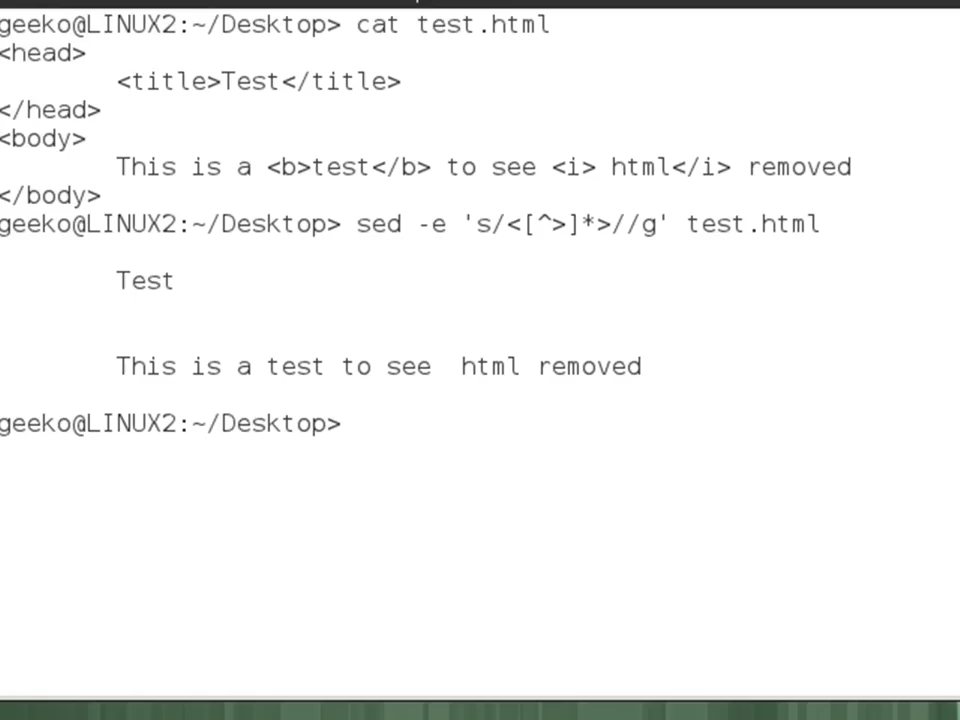 geeko@LINUX2:~/Desktop> cat test.html
<head>
        <title>Test</title>
</head>
<body>
        This is a <b>test</b> to see <i> html</i> removed
</body>
geeko@LINUX2:~/Desktop> sed -e 's/<[^>]*>//g' test.html

        Test


        This is a test to see  html removed

geeko@LINUX2:~/Desktop>